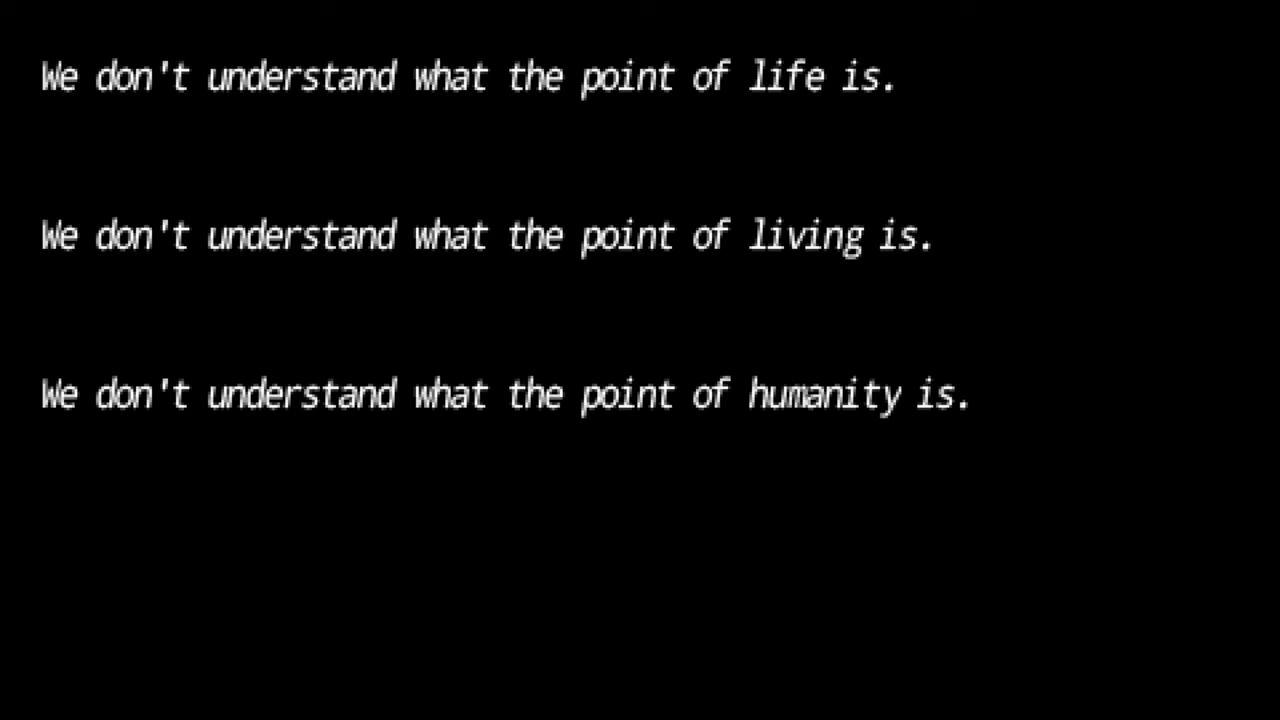 We don't understand what the point of life is.
We don't understand what the point of living is.
We don't understand what the point of humanity is.